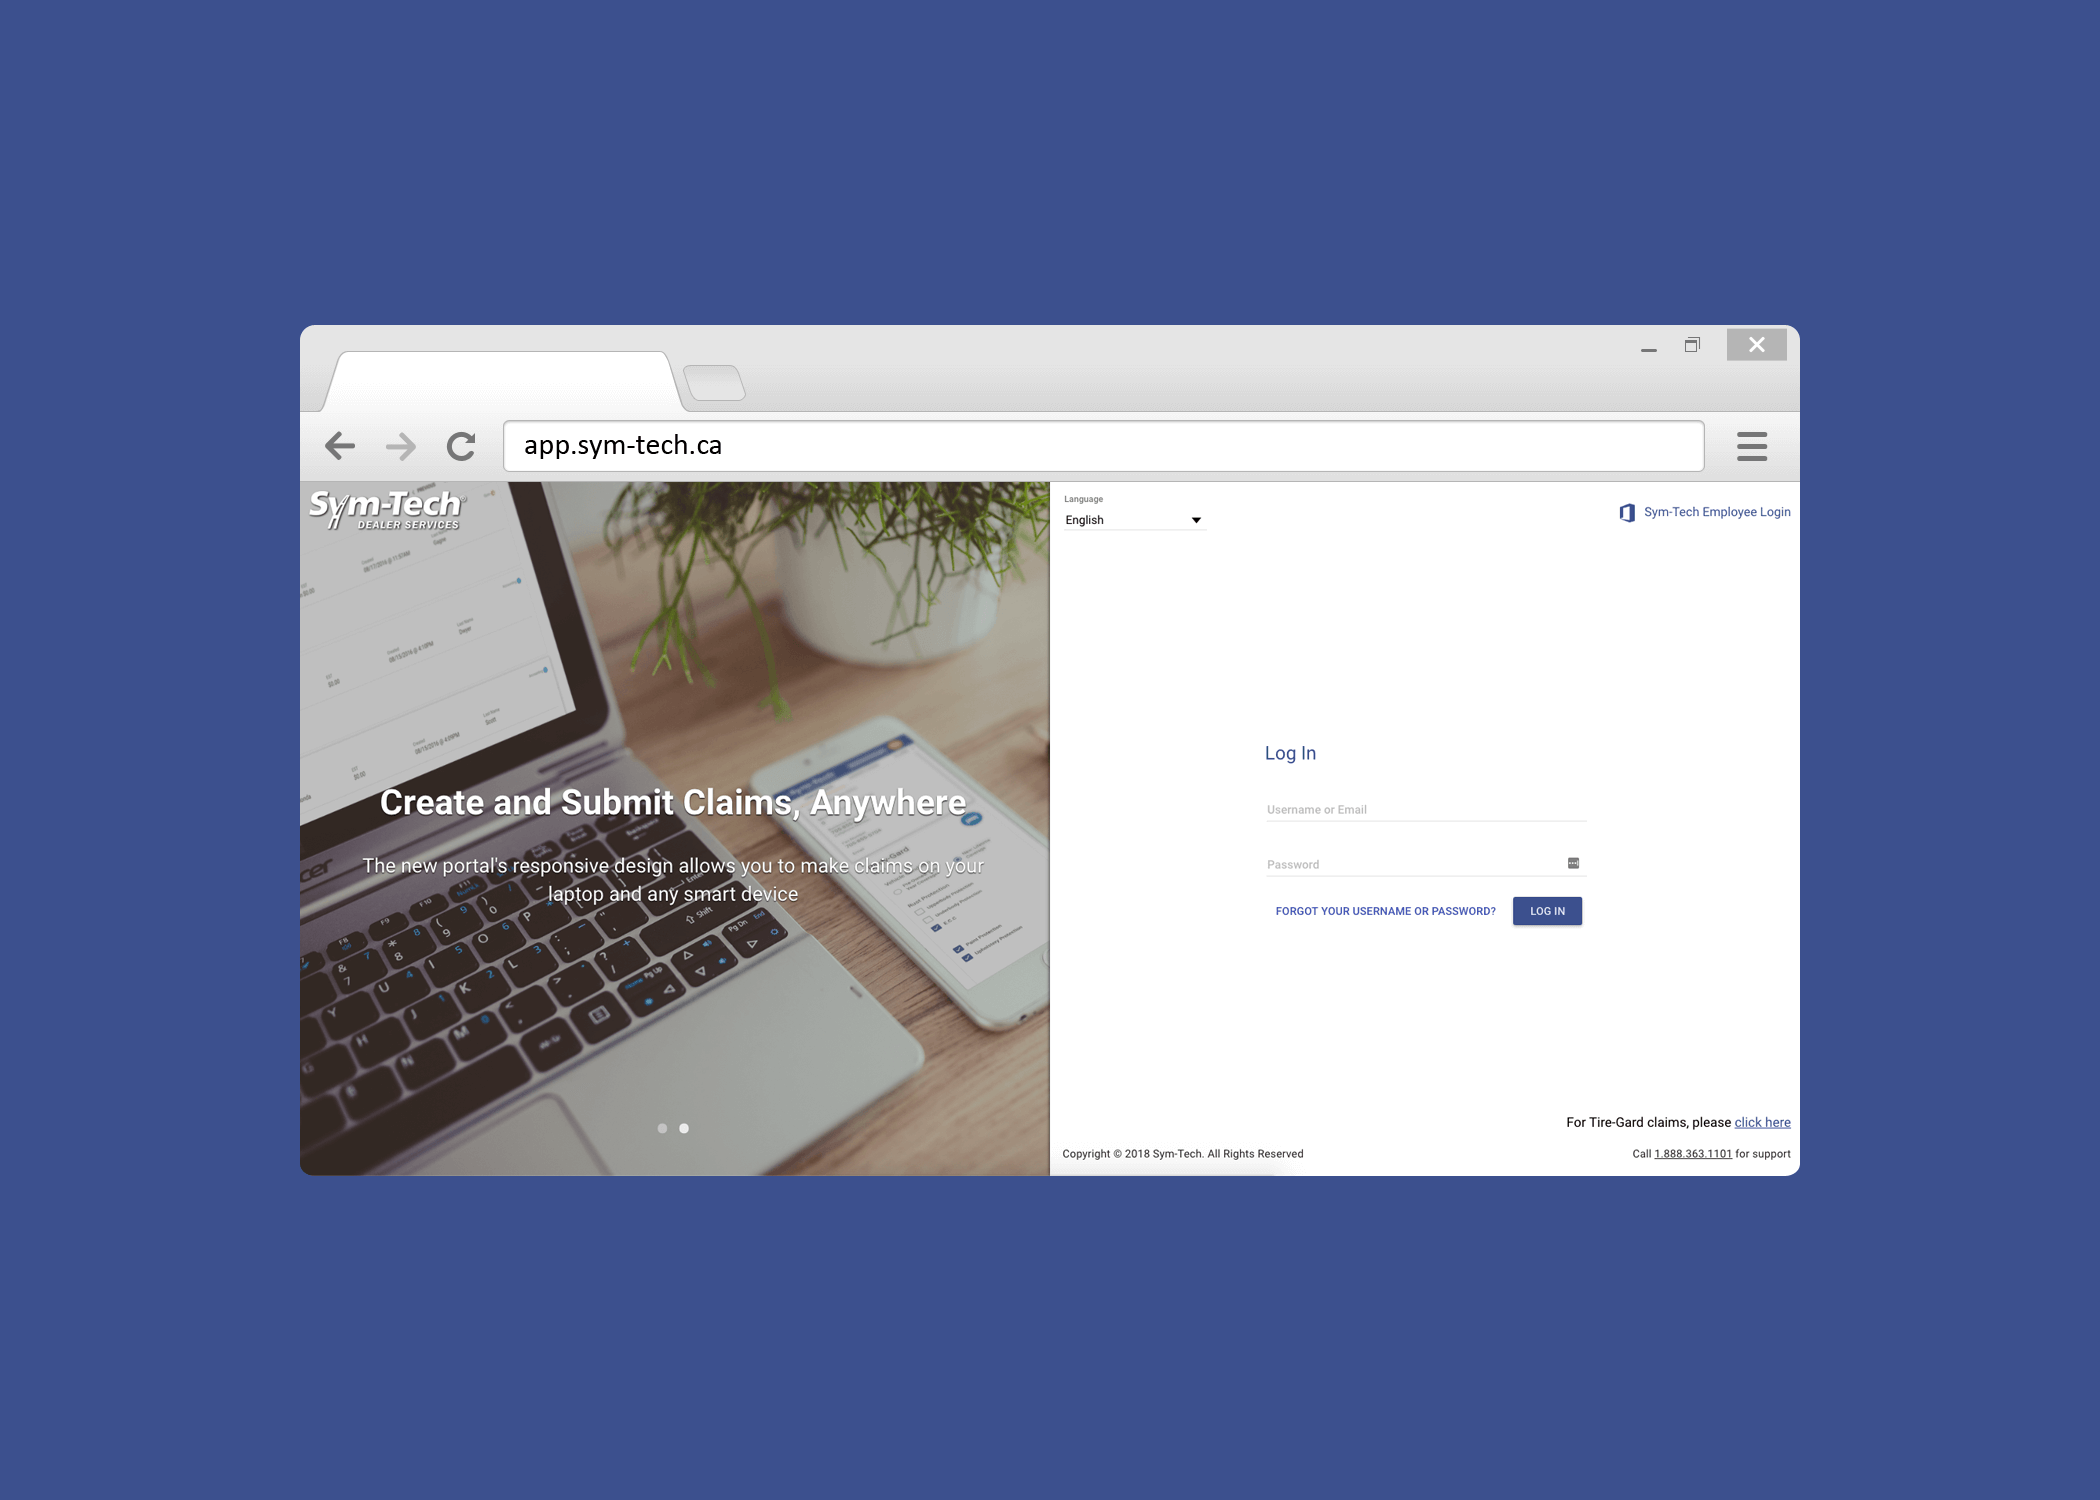 app.sym-tech.ca
Sym-Tech®
DEALER SERVICES
Create and Submit Claims, Anywhere
The new portal's responsive design allows you to make claims on your
laptop and any smart device
Language
English
Sym-Tech Employee Login
Log In
Username or Email
Password
FORGOT YOUR USERNAME OR PASSWORD?
LOG IN
For Tire-Gard claims, please click here
Copyright © 2018 Sym-Tech. All Rights Reserved
Call 1.888.363.1101 for support